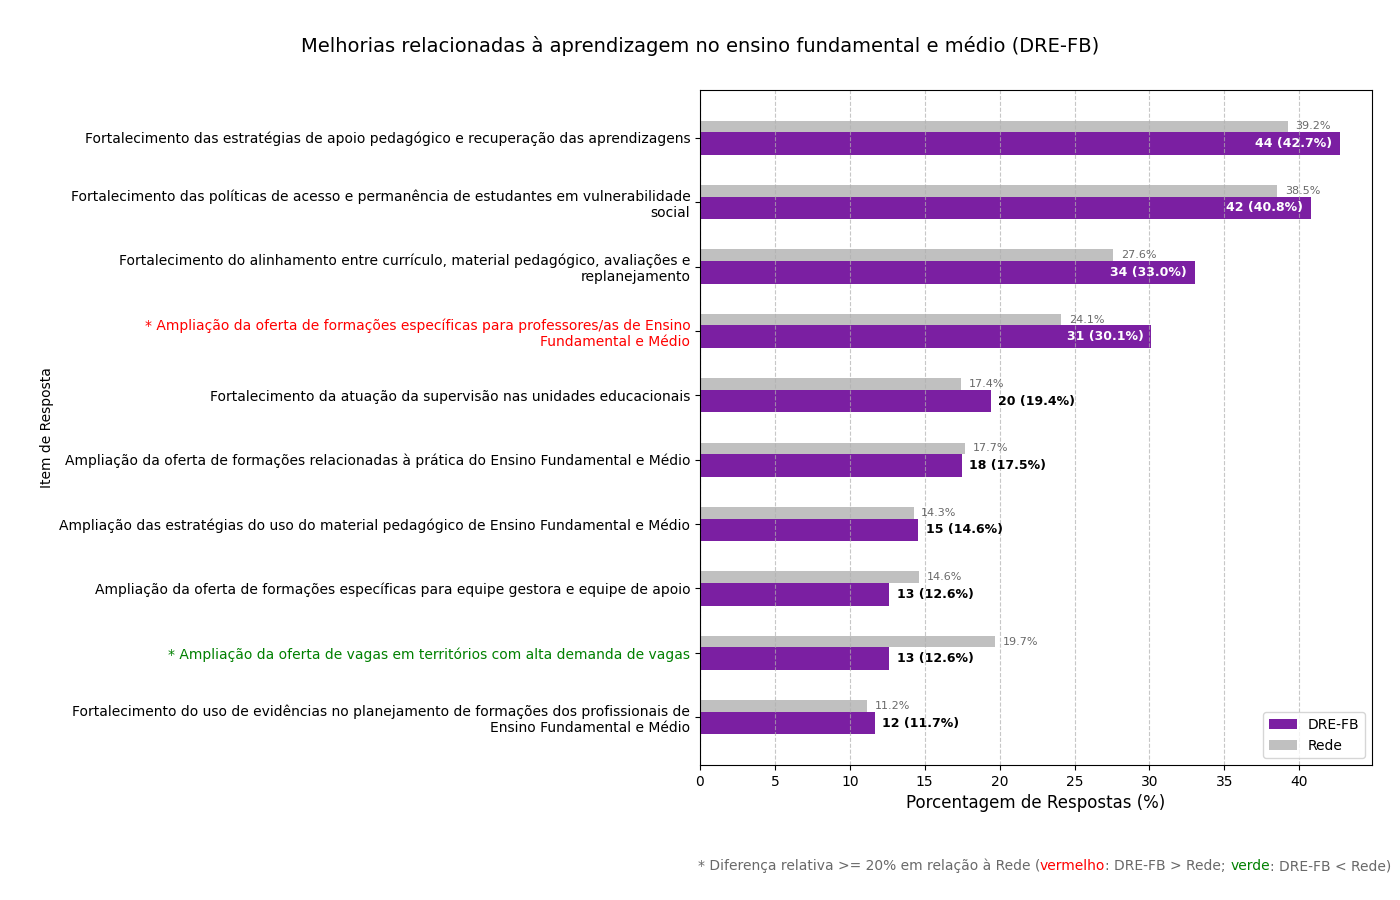 Melhorias relacionadas à aprendizagem no ensino fundamental e médio (DRE-FB)
Fortalecimento das estratégias de apoio pedagógico e recuperação das aprendizagens
39.2%
44 (42.7%)
Fortalecimento das políticas de acesso e permanência de estudantes em vulnerabilidade
social
38.5%
42 (40.8%)
Fortalecimento do alinhamento entre currículo, material pedagógico, avaliações e
replanejamento
27.6%
34 (33.0%)
* Ampliação da oferta de formações específicas para professores/as de Ensino
Fundamental e Médio
24.1%
31 (30.1%)
Fortalecimento da atuação da supervisão nas unidades educacionais
17.4%
20 (19.4%)
Ampliação da oferta de formações relacionadas à prática do Ensino Fundamental e Médio
17.7%
18 (17.5%)
Ampliação das estratégias do uso do material pedagógico de Ensino Fundamental e Médio
14.3%
15 (14.6%)
Ampliação da oferta de formações específicas para equipe gestora e equipe de apoio
14.6%
13 (12.6%)
* Ampliação da oferta de vagas em territórios com alta demanda de vagas
19.7%
13 (12.6%)
Fortalecimento do uso de evidências no planejamento de formações dos profissionais de
Ensino Fundamental e Médio
11.2%
12 (11.7%)
Item de Resposta
DRE-FB
Rede
0 5 10 15 20 25 30 35 40
Porcentagem de Respostas (%)
* Diferença relativa >= 20% em relação à Rede (vermelho: DRE-FB > Rede; verde: DRE-FB < Rede)